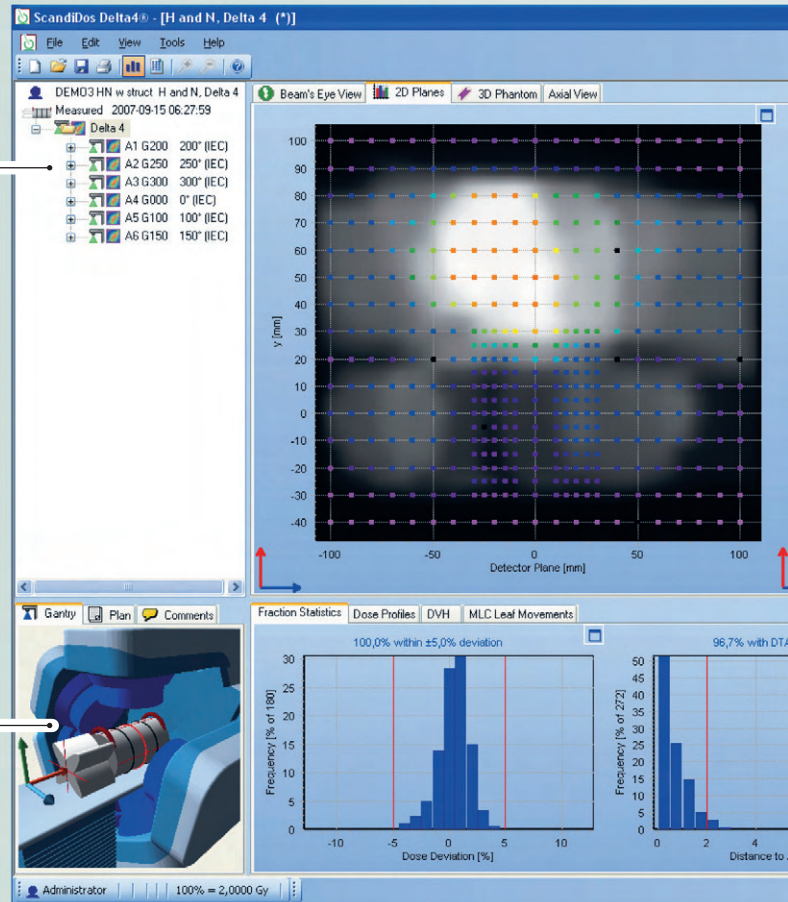 ScandiDos Delta4® - [H and N, Delta 4 (*)]
File Edit View Tools Help
DEMO3 HN w struct H and N, Delta 4
Measured 2007-09-15 06:27:59
Delta 4
A1 G200 200° (IEC)
A2 G250 250° (IEC)
A3 G300 300° (IEC)
A4 G000 0° (IEC)
A5 G100 100° (IEC)
A6 G150 150° (IEC)
Beam's Eye View 2D Planes 3D Phantom Axial View
100
90
80
70
60
50
40
30
20
10
0
-10
-20
-30
-40
y [mm]
-100 -50 0 50 100
Detector Plane [mm]
Gantry Plan Comments
Fraction Statistics Dose Profiles DVH MLC Leaf Movements
100,0% within ±5,0% deviation
30
25
20
15
10
5
0
Frequency [% of 180]
-10 -5 0 5 10
Dose Deviation [%]
96,7% with DTA
50
45
40
35
30
25
20
15
10
5
0
Frequency [% of 272]
0 2 4
Distance to
Administrator 100% = 2,0000 Gy